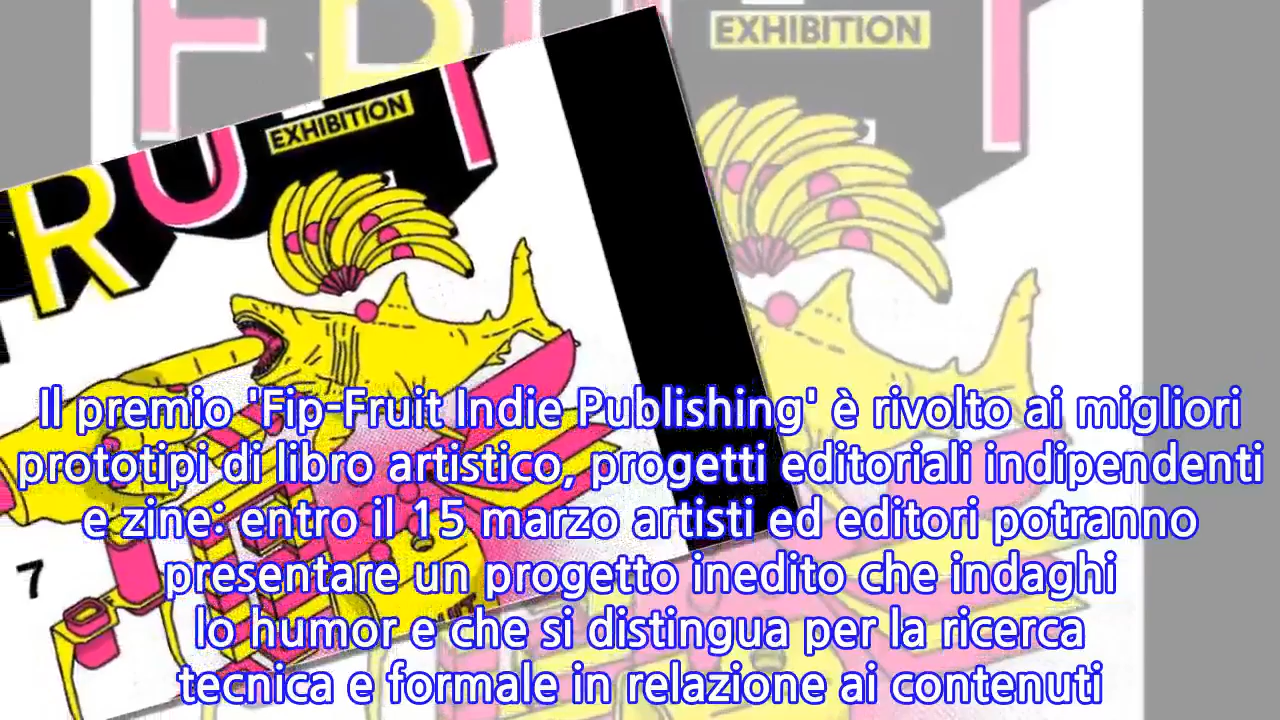 EXHIBITION
RUIT
EXHIBITION
7
Il premio 'Fip-Fruit Indie Publishing' è rivolto ai migliori
prototipi di libro artistico, progetti editoriali indipendenti
e zine: entro il 15 marzo artisti ed editori potranno
presentare un progetto inedito che indaghi
lo humor e che si distingua per la ricerca
tecnica e formale in relazione ai contenuti